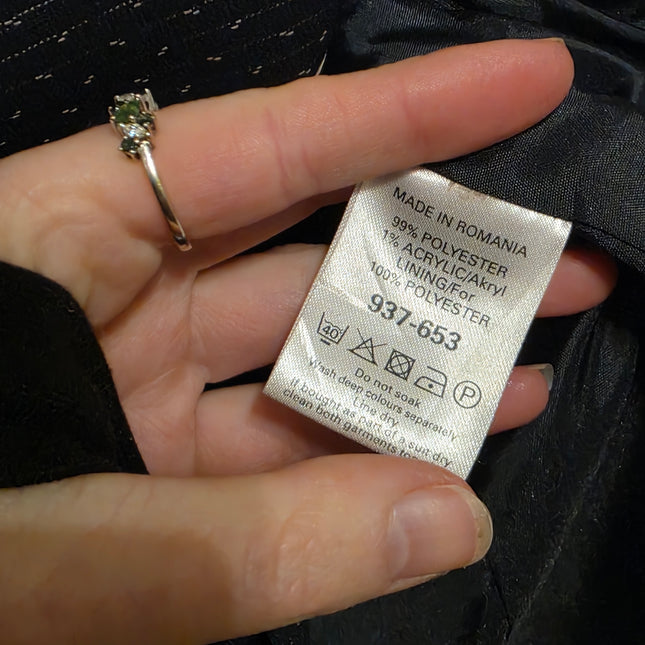 MADE IN ROMANIA
99% POLYESTER
1% ACRYLIC/Akryl
LINING/For
100% POLYESTER
937-653
40 P
Do not soak
Wash deep colours separately
Line dry.
If bought as part of a suit dry
clean both garments